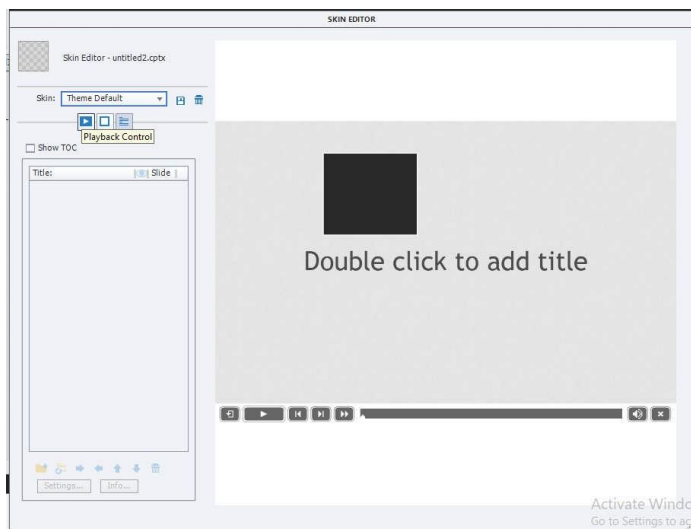 SKIN EDITOR
Skin Editor - untitled2.cptx
Skin: Theme Default
Playback Control
Show TOC
Title: Slide
Double click to add title
Settings... Info...
Activate Windo
Go to Settings to ac